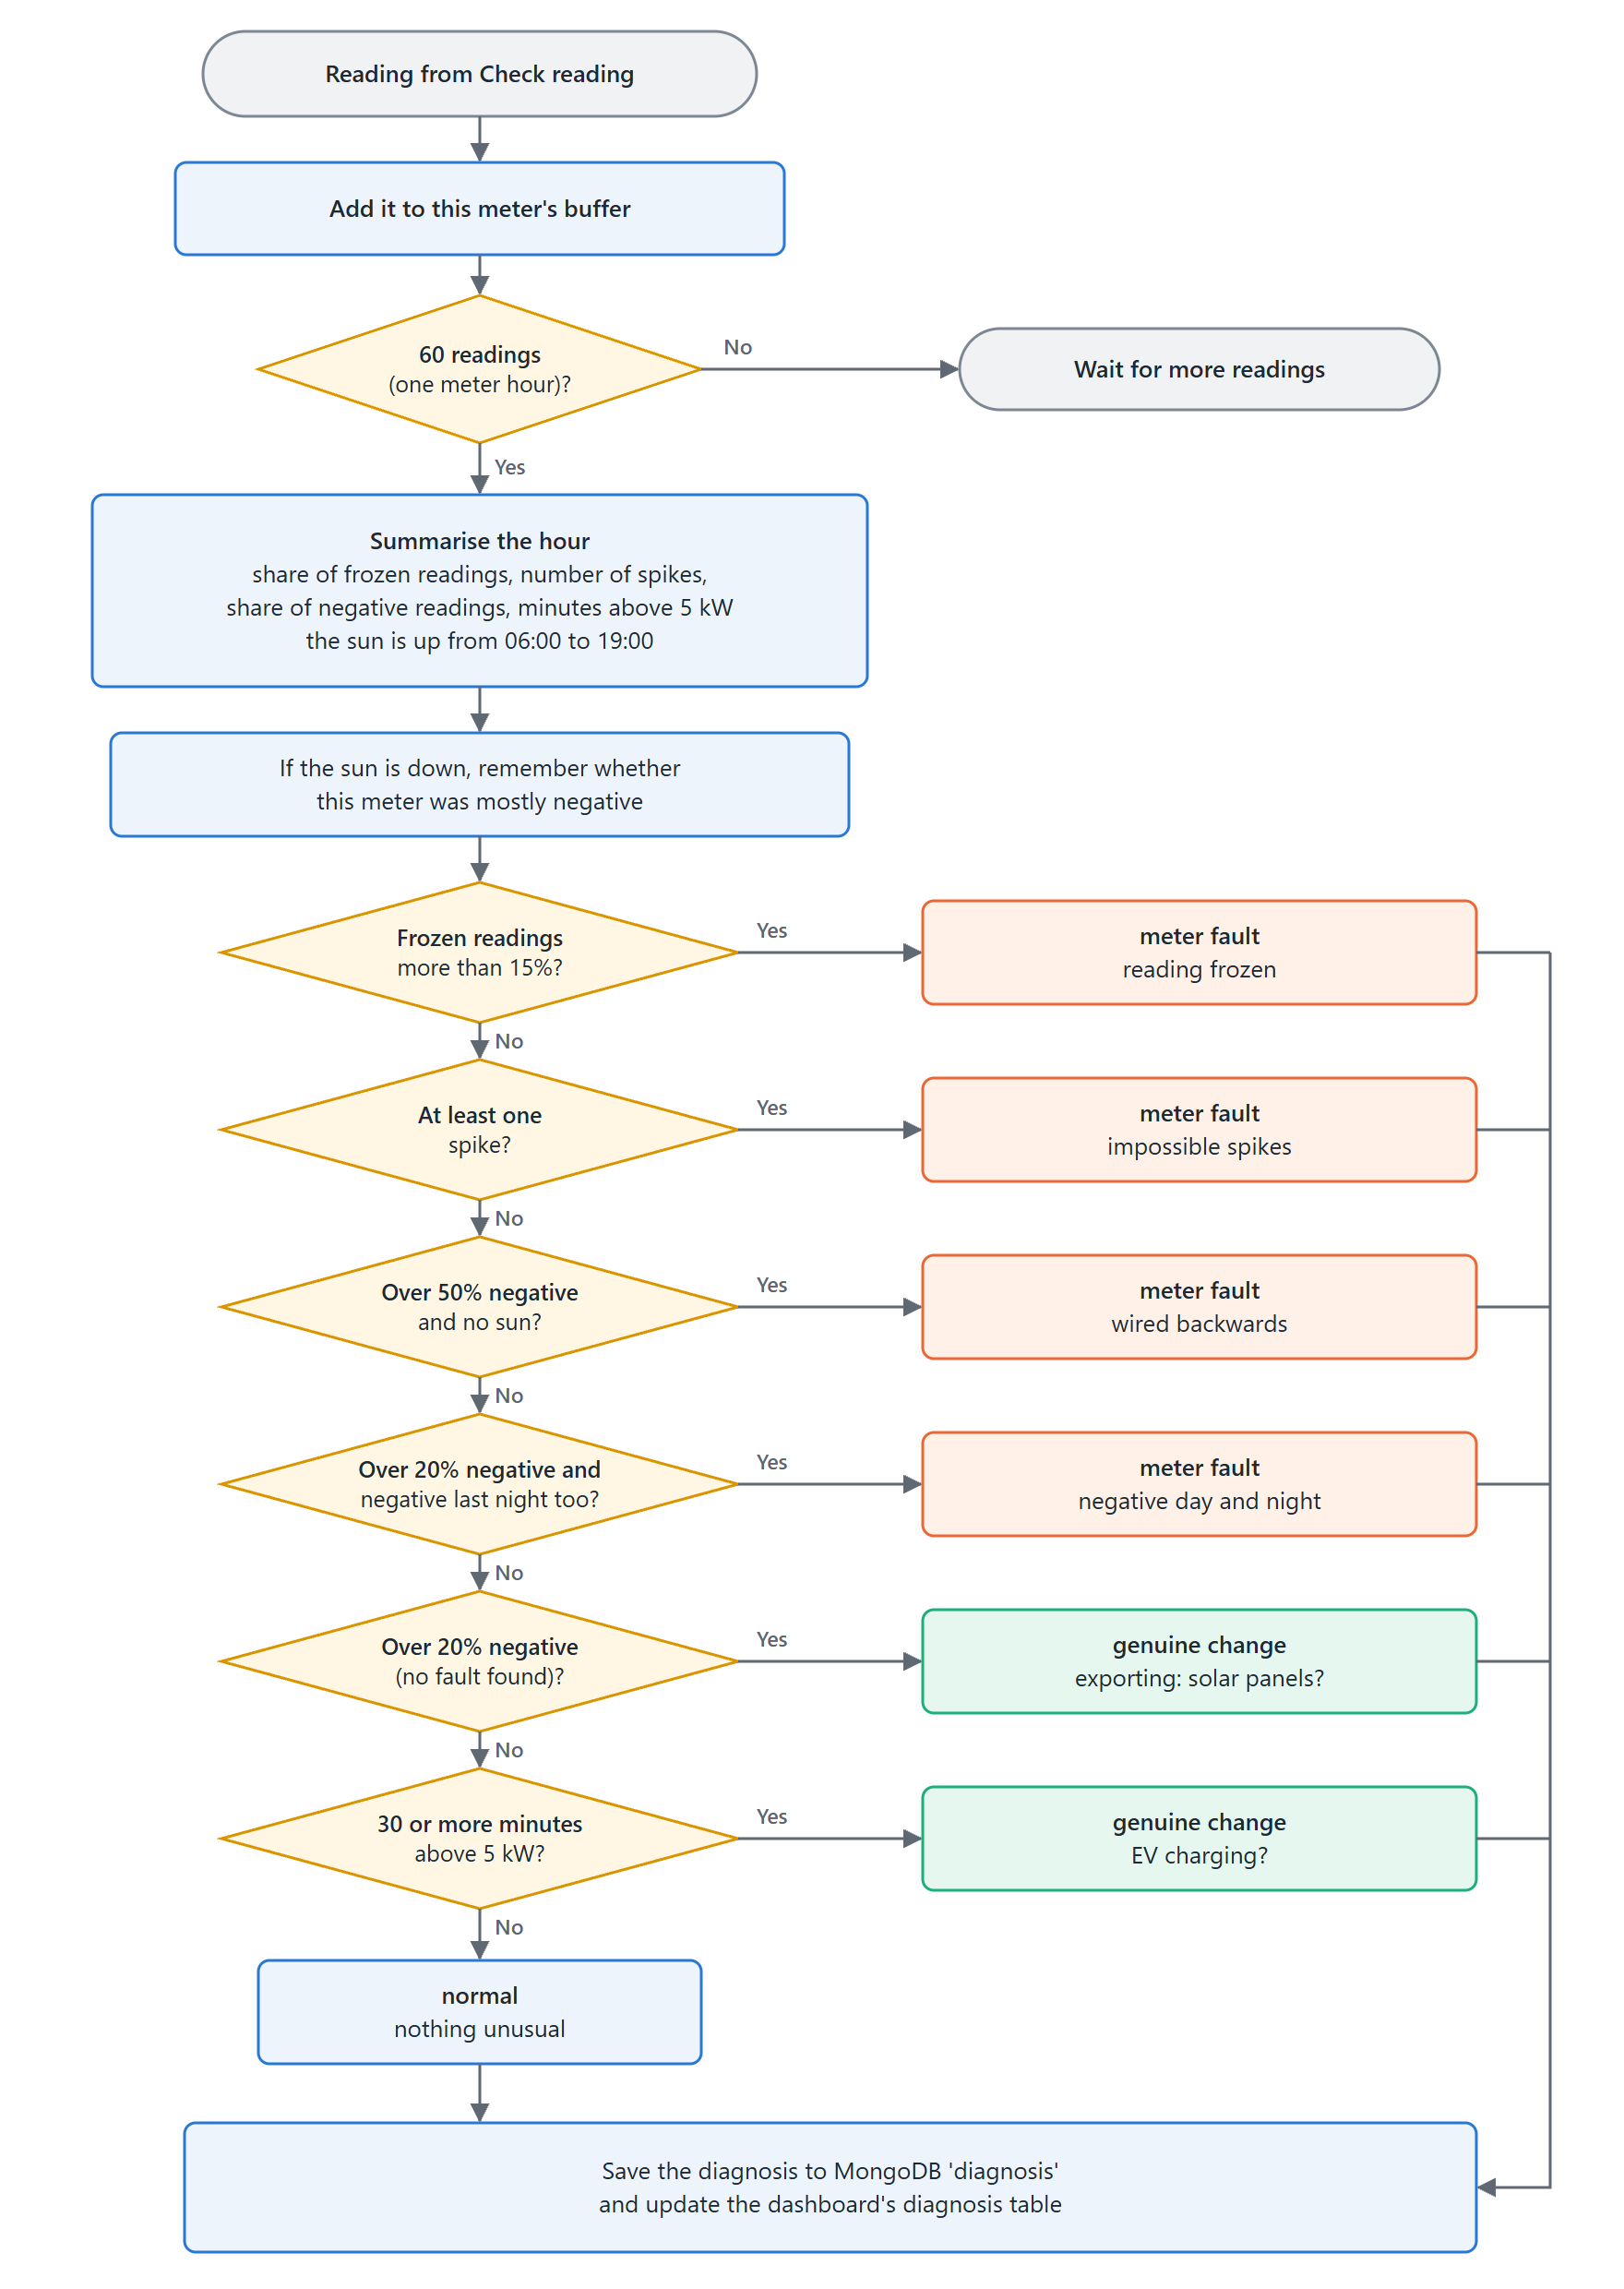 Reading from Check reading
Add it to this meter's buffer
60 readings
(one meter hour)?
No
Wait for more readings
Yes
Summarise the hour
share of frozen readings, number of spikes,
share of negative readings, minutes above 5 kW
the sun is up from 06:00 to 19:00
If the sun is down, remember whether
this meter was mostly negative
Frozen readings
more than 15%?
Yes
meter fault
reading frozen
No
At least one
spike?
Yes
meter fault
impossible spikes
No
Over 50% negative
and no sun?
Yes
meter fault
wired backwards
No
Over 20% negative and
negative last night too?
Yes
meter fault
negative day and night
No
Over 20% negative
(no fault found)?
Yes
genuine change
exporting: solar panels?
No
30 or more minutes
above 5 kW?
Yes
genuine change
EV charging?
No
normal
nothing unusual
Save the diagnosis to MongoDB 'diagnosis'
and update the dashboard's diagnosis table